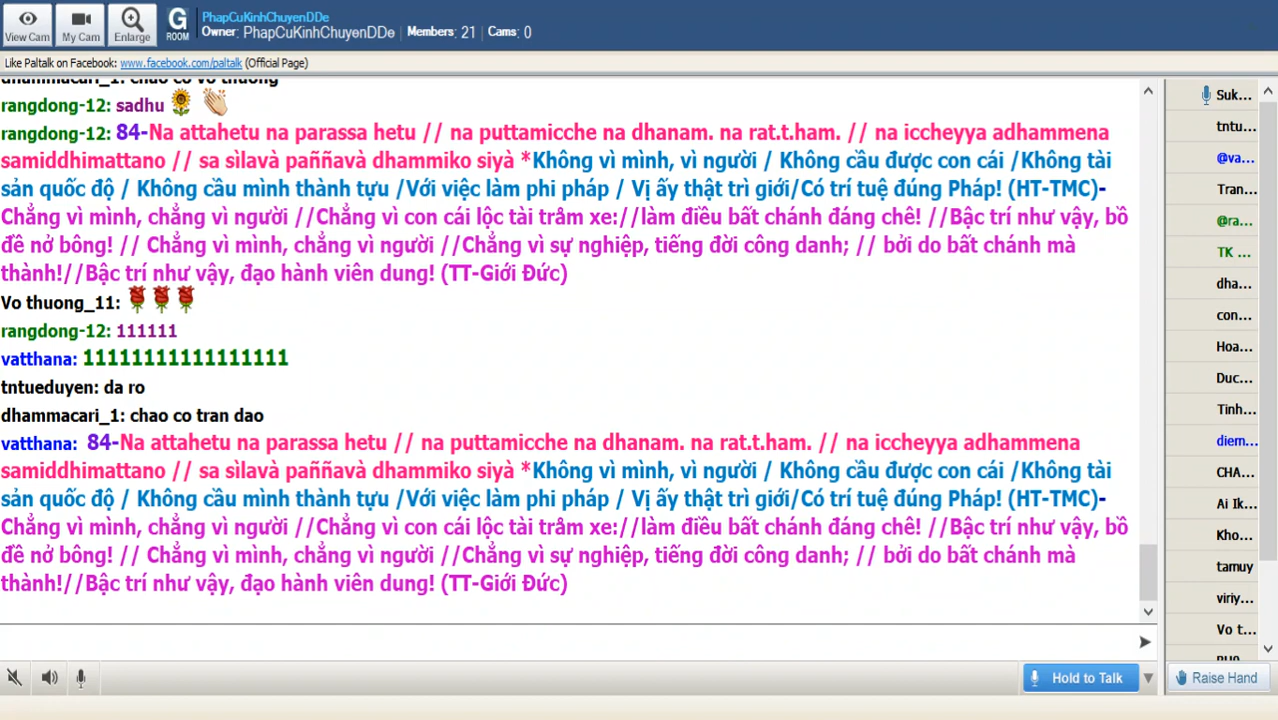 PhapCuKinhChuyenDDe
Owner: PhapCuKinhChuyenDDe Members: 21 Cams: 0
View Cam
My Cam
Enlarge
G
ROOM
Like Paltalk on Facebook: www.facebook.com/paltalk (Official Page)
dhammacari_1: chao co vo thuong
rangdong-12: sadhu
rangdong-12: 84-Na attahetu na parassa hetu // na puttamicche na dhanam. na rat.t.ham. // na iccheyya adhammena
samiddhimattano // sa sìlavà paññavà dhammiko siyà *Không vì mình, vì người / Không cầu được con cái /Không tài
sản quốc độ / Không cầu mình thành tựu /Với việc làm phi pháp / Vị ấy thật trì giới/Có trí tuệ đúng Pháp! (HT-TMC)-
Chẳng vì mình, chẳng vì người //Chẳng vì con cái lộc tài trâm xe://làm điều bất chánh đáng chê! //Bậc trí như vậy, bồ
đề nở bông! // Chẳng vì mình, chẳng vì người //Chẳng vì sự nghiệp, tiếng đời công danh; // bởi do bất chánh mà
thành!//Bậc trí như vậy, đạo hành viên dung! (TT-Giới Đức)
Vo thuong_11:
rangdong-12: 111111
vatthana: 11111111111111111
tntueduyen: da ro
dhammacari_1: chao co tran dao
vatthana: 84-Na attahetu na parassa hetu // na puttamicche na dhanam. na rat.t.ham. // na iccheyya adhammena
samiddhimattano // sa sìlavà paññavà dhammiko siyà *Không vì mình, vì người / Không cầu được con cái /Không tài
sản quốc độ / Không cầu mình thành tựu /Với việc làm phi pháp / Vị ấy thật trì giới/Có trí tuệ đúng Pháp! (HT-TMC)-
Chẳng vì mình, chẳng vì người //Chẳng vì con cái lộc tài trâm xe://làm điều bất chánh đáng chê! //Bậc trí như vậy, bồ
đề nở bông! // Chẳng vì mình, chẳng vì người //Chẳng vì sự nghiệp, tiếng đời công danh; // bởi do bất chánh mà
thành!//Bậc trí như vậy, đạo hành viên dung! (TT-Giới Đức)
Suk...
tntu...
@va...
Tran...
@ra...
TK ...
dha...
con...
Hoa...
Duc...
Tinh...
diem...
CHA...
Ai Ik...
Kho...
tamuy
viriy...
Vo t...
Hold to Talk
Raise Hand